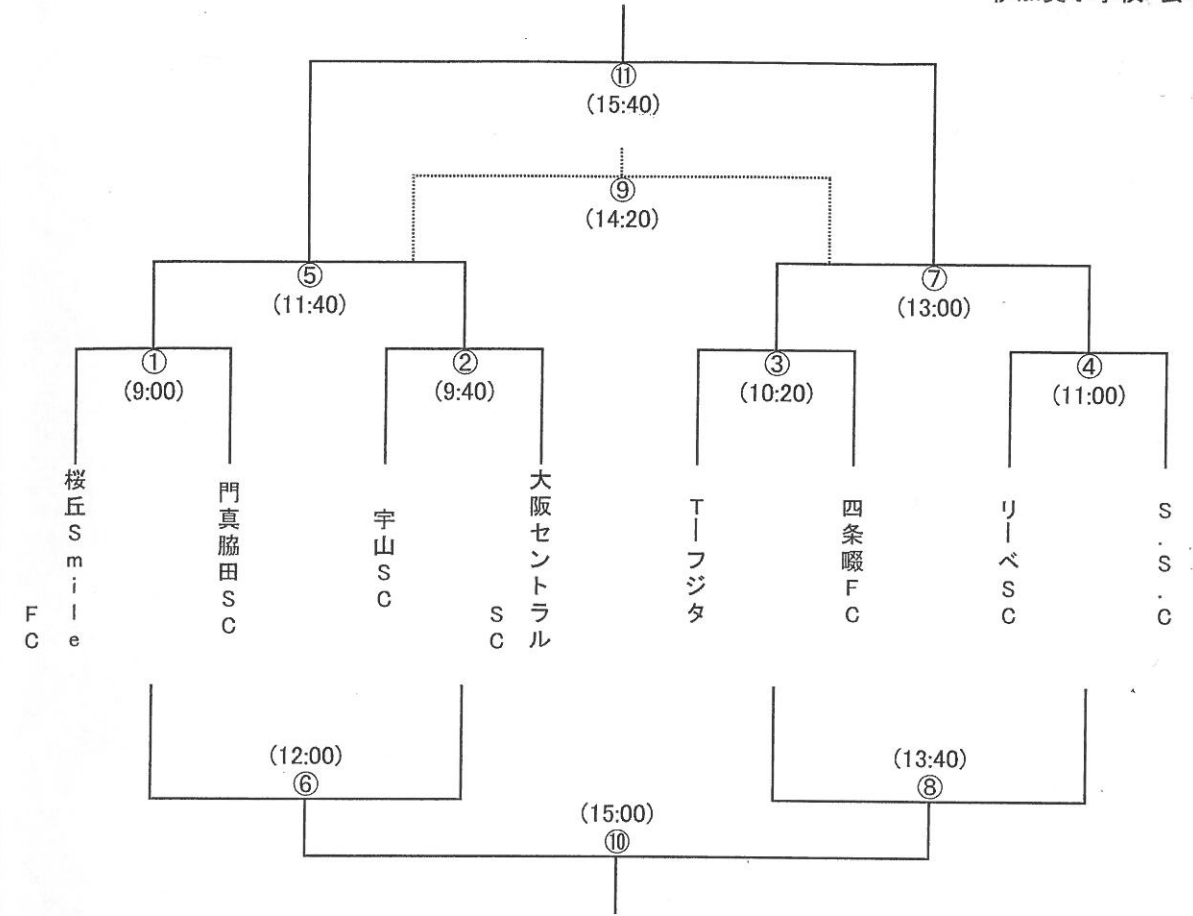 ⑪
(15:40)
⑨
(14:20)
⑤
(11:40)
⑦
(13:00)
①
(9:00)
②
(9:40)
③
(10:20)
④
(11:00)
桜丘Smile
FC
門真脇田SC
宇山SC
大阪セントラル
SC
Tーフジタ
四条畷FC
リーベSC
S.S.C
(12:00)
⑥
(13:40)
⑧
(15:00)
⑩